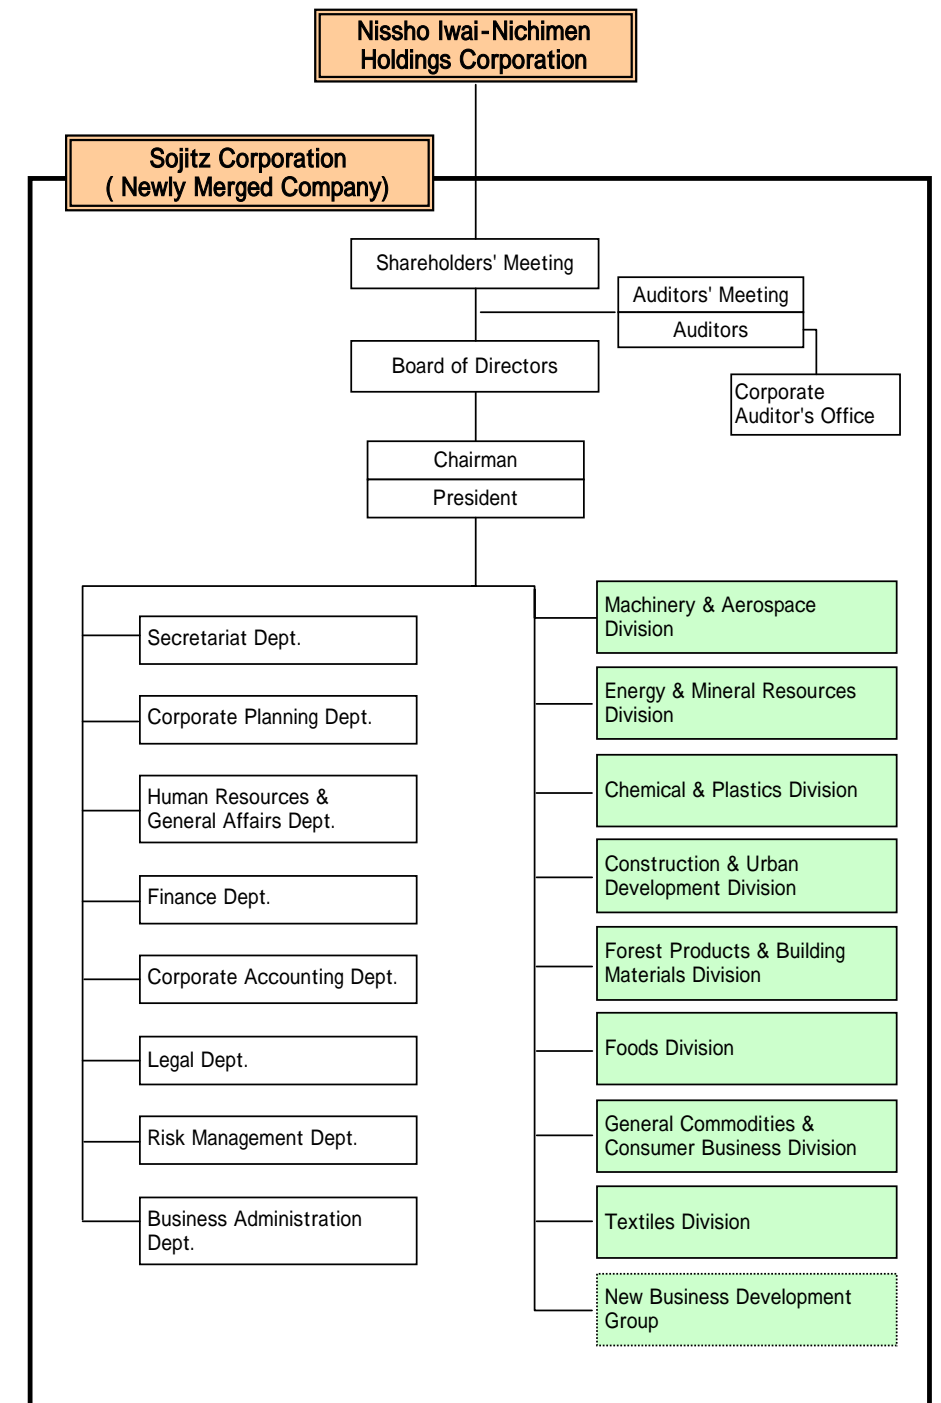 Nissho Iwai-Nichimen
Holdings Corporation
Sojitz Corporation
( Newly Merged Company)
Shareholders' Meeting
Auditors' Meeting
Auditors
Board of Directors
Corporate
Auditor's Office
Chairman
President
Secretariat Dept.
Corporate Planning Dept.
Human Resources &
General Affairs Dept.
Finance Dept.
Corporate Accounting Dept.
Legal Dept.
Risk Management Dept.
Business Administration
Dept.
Machinery & Aerospace
Division
Energy & Mineral Resources
Division
Chemical & Plastics Division
Construction & Urban
Development Division
Forest Products & Building
Materials Division
Foods Division
General Commodities &
Consumer Business Division
Textiles Division
New Business Development
Group